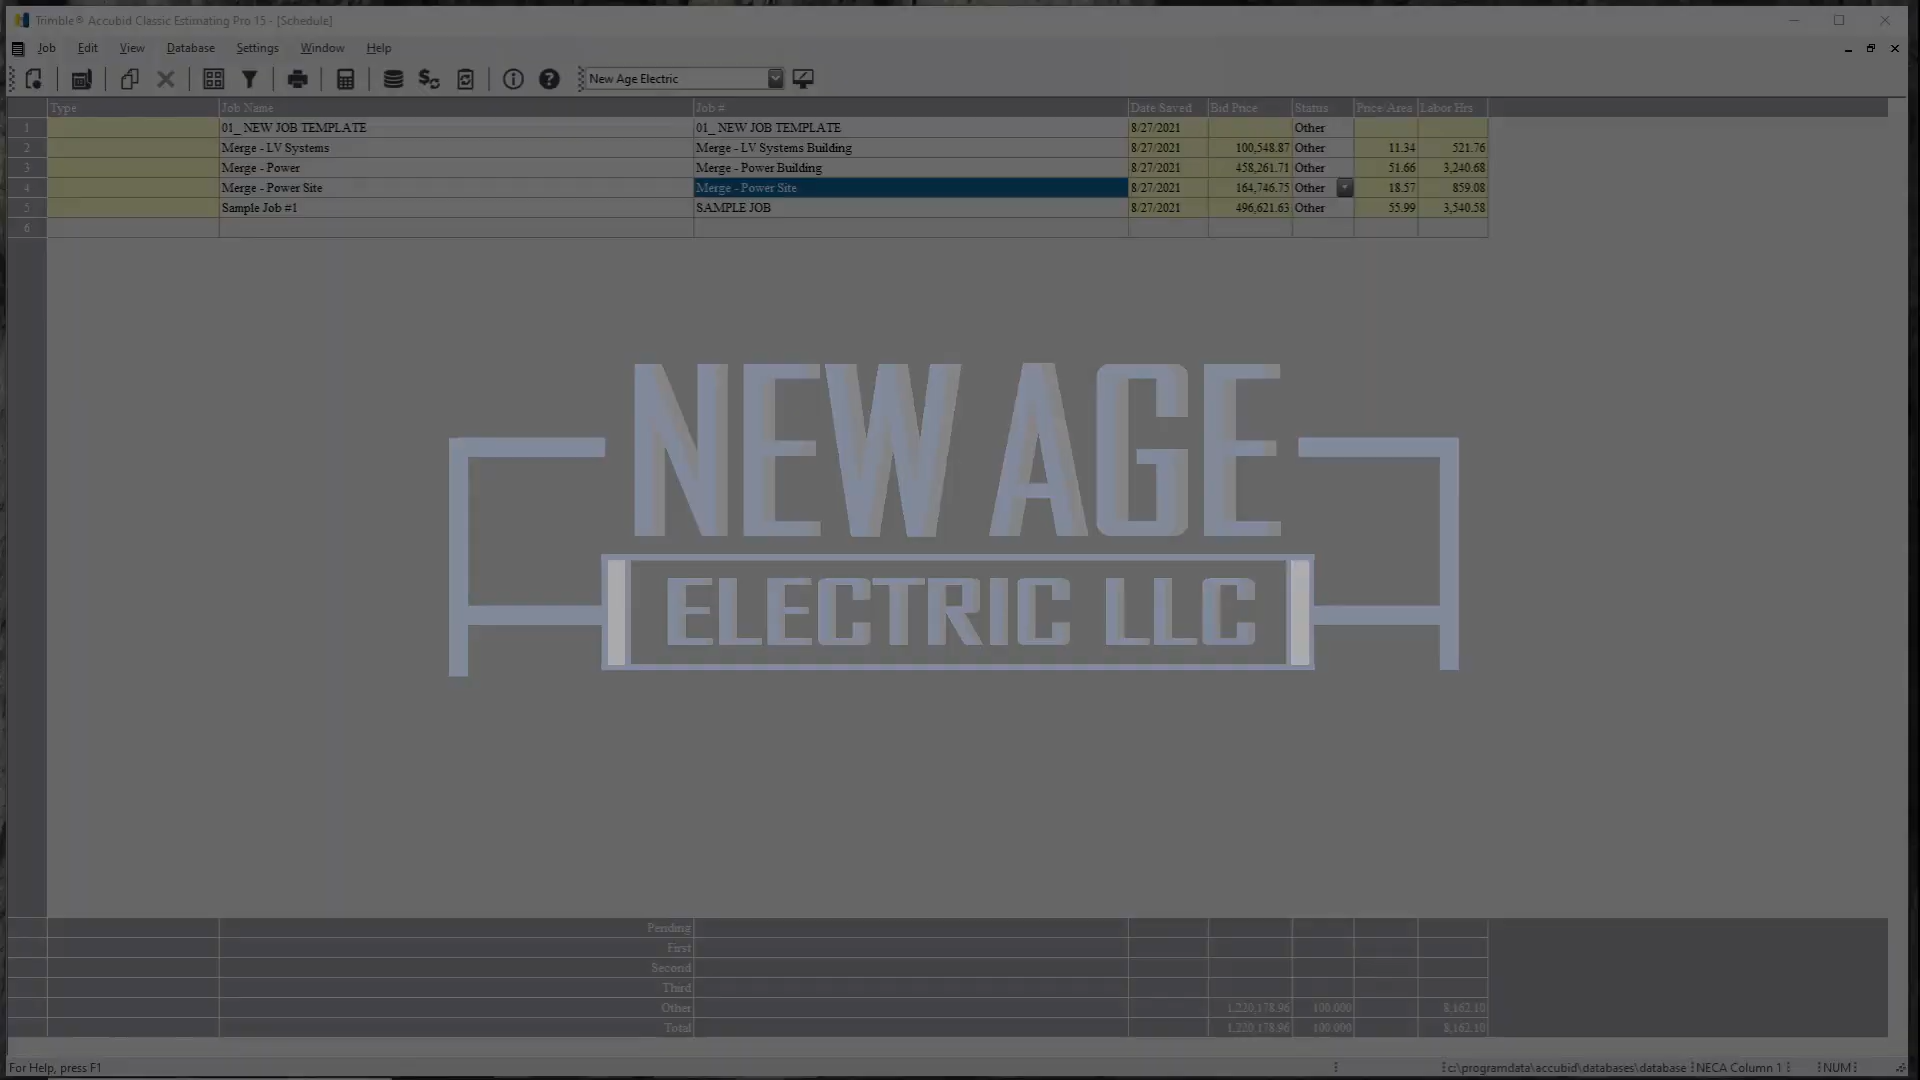 Trimble® Accubid Classic Estimating Pro 15 - [Schedule]
Job Edit View Database Settings Window Help
New Age Electric
Type Job Name Job # Date Saved Bid Price Status Price/Area Labor Hrs
1 01_ NEW JOB TEMPLATE 01_ NEW JOB TEMPLATE 8/27/2021 Other
2 Merge - LV Systems Merge - LV Systems Building 8/27/2021 100,548.87 Other 11.34 521.76
3 Merge - Power Merge - Power Building 8/27/2021 458,261.71 Other 51.66 3,240.68
4 Merge - Power Site Merge - Power Site 8/27/2021 164,746.75 Other 18.57 859.08
5 Sample Job #1 SAMPLE JOB 8/27/2021 496,621.63 Other 55.99 3,540.58
6
NEW AGE
ELECTRIC LLC
Pending
First
Second
Third
Other 1,220,178.96 100.000 8,162.10
Total 1,220,178.96 100.000 8,162.10
For Help, press F1 c:\programdata\accubid\databases\database NECA Column 1 NUM